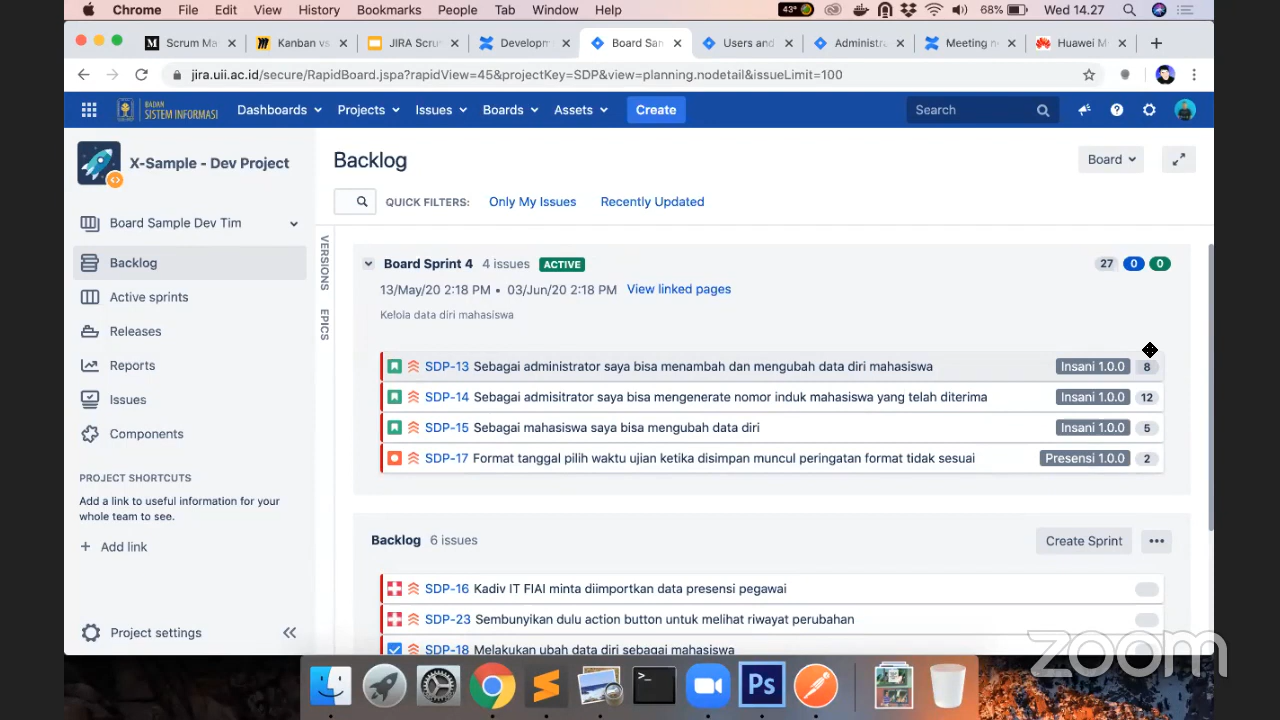 Chrome File Edit View History Bookmarks People Tab Window Help 43° 68% Wed 14.27
Scrum Ma Kanban vs. JIRA Scru Developm Board San Users and Administra Meeting n Huawei M
jira.uii.ac.id/secure/RapidBoard.jspa?rapidView=45&projectKey=SDP&view=planning.nodetail&issueLimit=100
BADAN
SISTEM INFORMASI
Dashboards Projects Issues Boards Assets Create Search
X-Sample - Dev Project
Board Sample Dev Tim
Backlog
Active sprints
Releases
Reports
Issues
Components
PROJECT SHORTCUTS
Add a link to useful information for your
whole team to see.
+ Add link
Project settings
Backlog
Board
QUICK FILTERS: Only My Issues Recently Updated
VERSIONS
EPICS
Board Sprint 4 4 issues ACTIVE 27 0 0
13/May/20 2:18 PM • 03/Jun/20 2:18 PM View linked pages
Kelola data diri mahasiswa
SDP-13 Sebagai administrator saya bisa menambah dan mengubah data diri mahasiswa Insani 1.0.0 8
SDP-14 Sebagai admisitrator saya bisa mengenerate nomor induk mahasiswa yang telah diterima Insani 1.0.0 12
SDP-15 Sebagai mahasiswa saya bisa mengubah data diri Insani 1.0.0 5
SDP-17 Format tanggal pilih waktu ujian ketika disimpan muncul peringatan format tidak sesuai Presensi 1.0.0 2
Backlog 6 issues Create Sprint •••
SDP-16 Kadiv IT FIAI minta diimportkan data presensi pegawai
SDP-23 Sembunyikan dulu action button untuk melihat riwayat perubahan
SDP-18 Melakukan ubah data diri sebagai mahasiswa
Ps
zoom